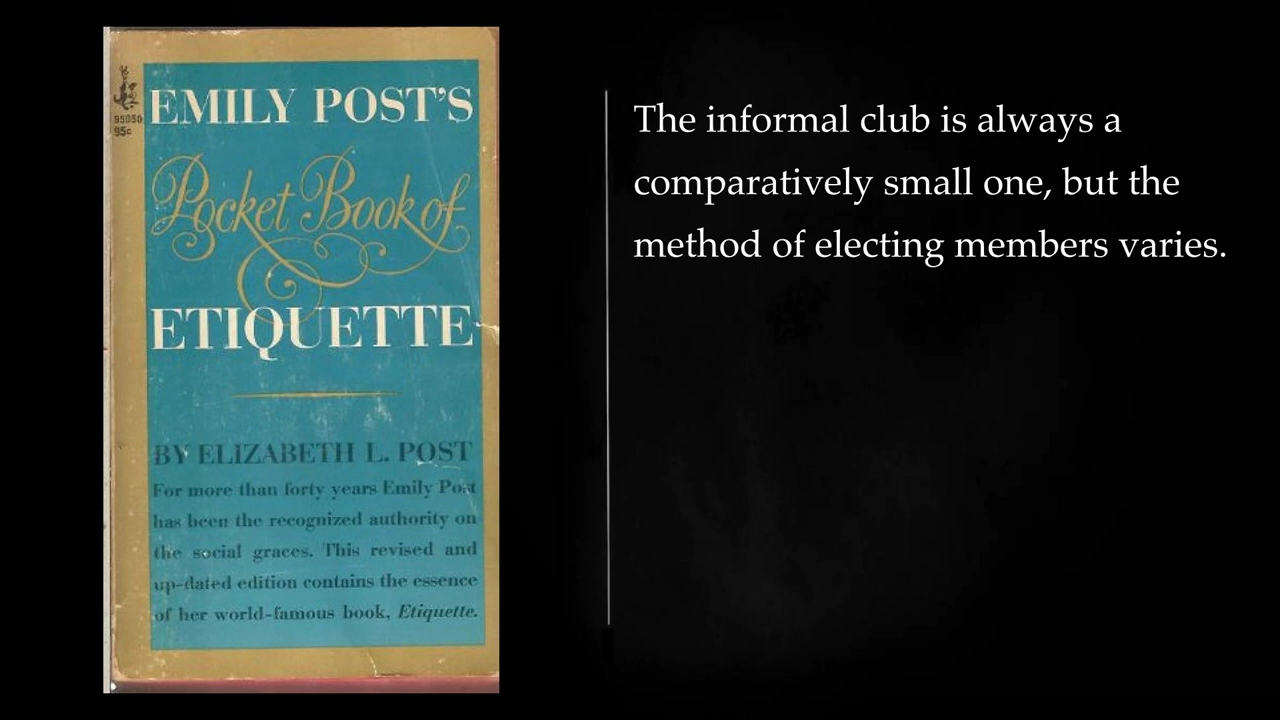 95050
95c
EMILY POST'S
Pocket Book of
ETIQUETTE
BY ELIZABETH L. POST
For more than forty years Emily Post
has been the recognized authority on
the social graces. This revised and
up-dated edition contains the essence
of her world-famous book, Etiquette.
The informal club is always a
comparatively small one, but the
method of electing members varies.